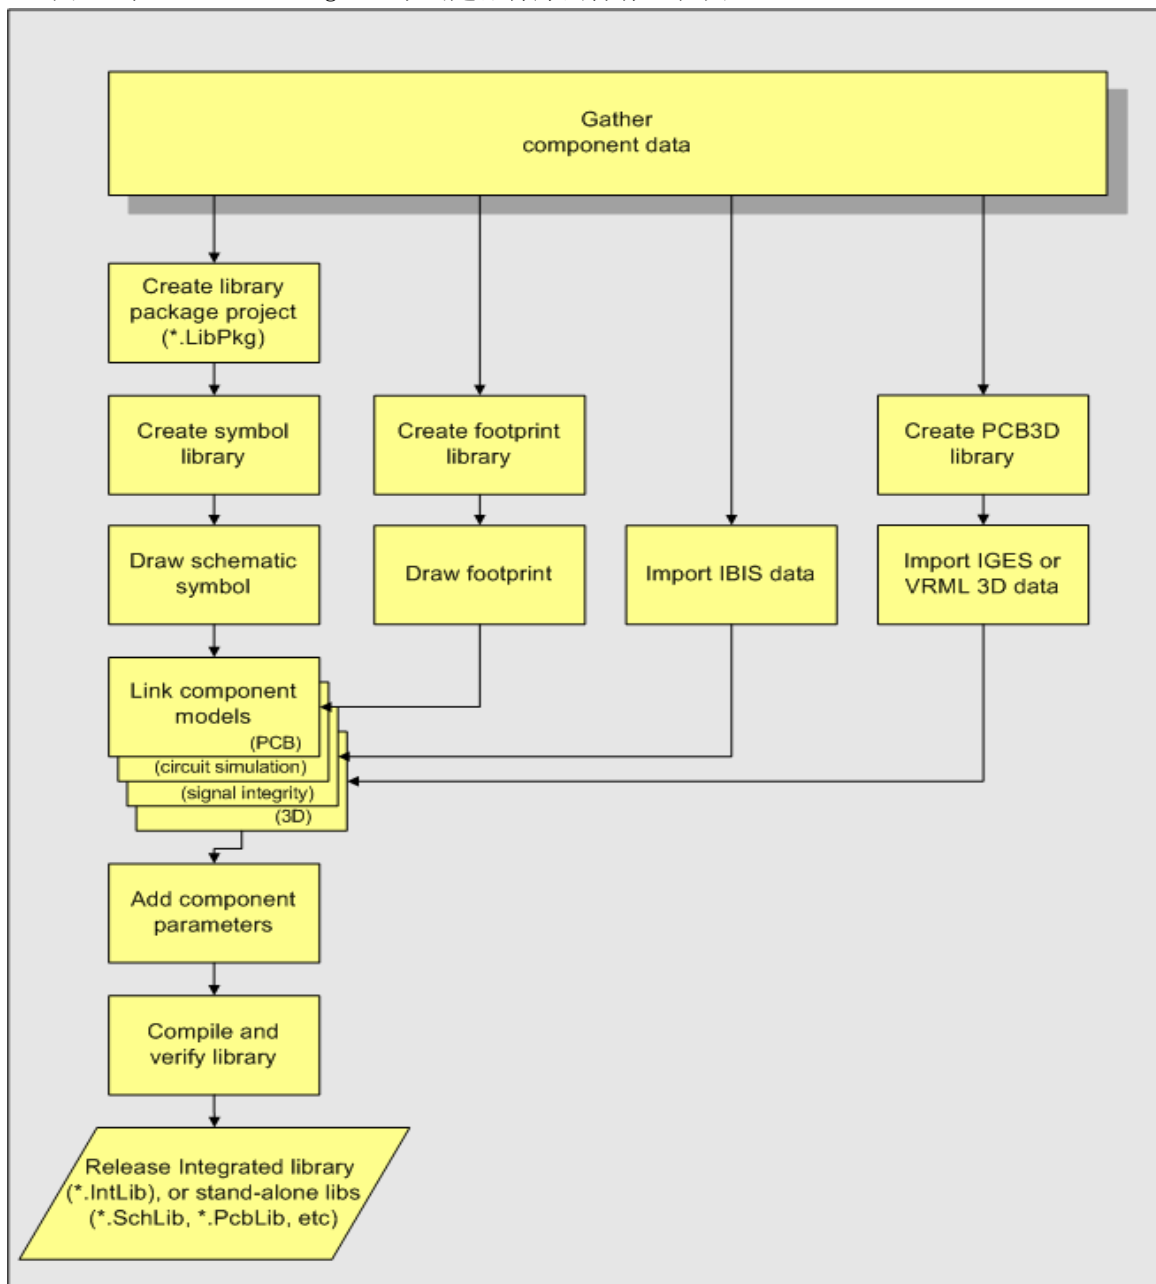 Gather
component data
Create library
package project
(*.LibPkg)
Create symbol
library
Create footprint
library
Create PCB3D
library
Draw schematic
symbol
Draw footprint
Import IBIS data
Import IGES or
VRML 3D data
Link component
models
(PCB)
(circuit simulation)
(signal integrity)
(3D)
Add component
parameters
Compile and
verify library
Release Integrated library
(*.IntLib), or stand-alone libs
(*.SchLib, *.PcbLib, etc)